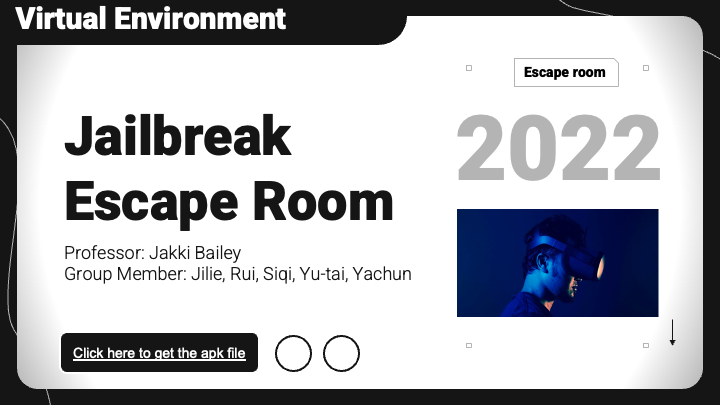 Virtual Environment
Escape room
Jailbreak
Escape Room
2022
Professor: Jakki Bailey
Group Member: Jilie, Rui, Siqi, Yu-tai, Yachun
Click here to get the apk file